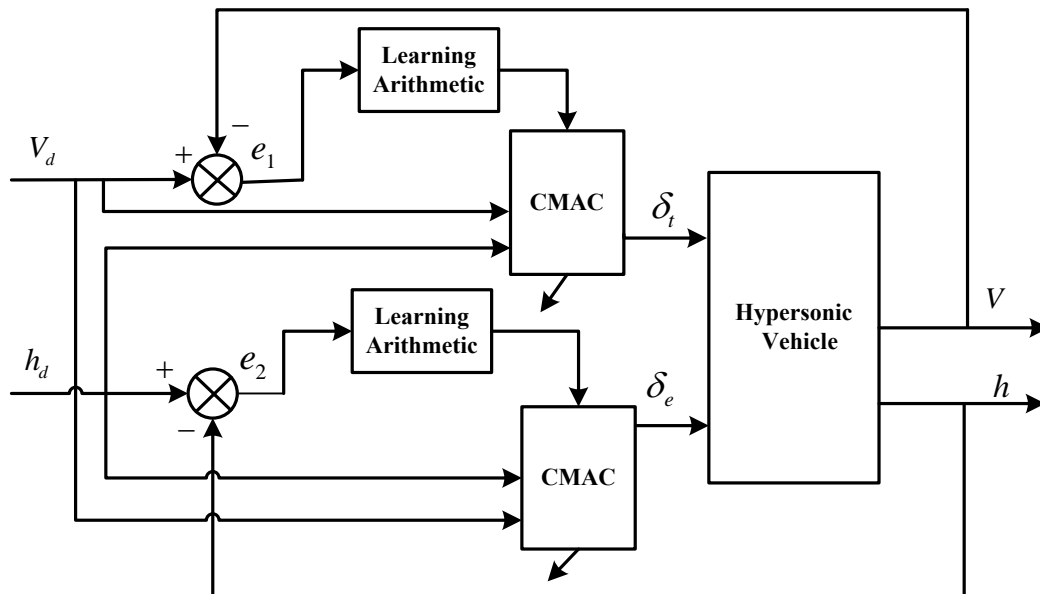 Learning
Arithmetic
−
V_d
+
e_1
CMAC
δ_t
Learning
Arithmetic
Hypersonic
Vehicle
V
h_d
+
e_2
−
δ_e
h
CMAC